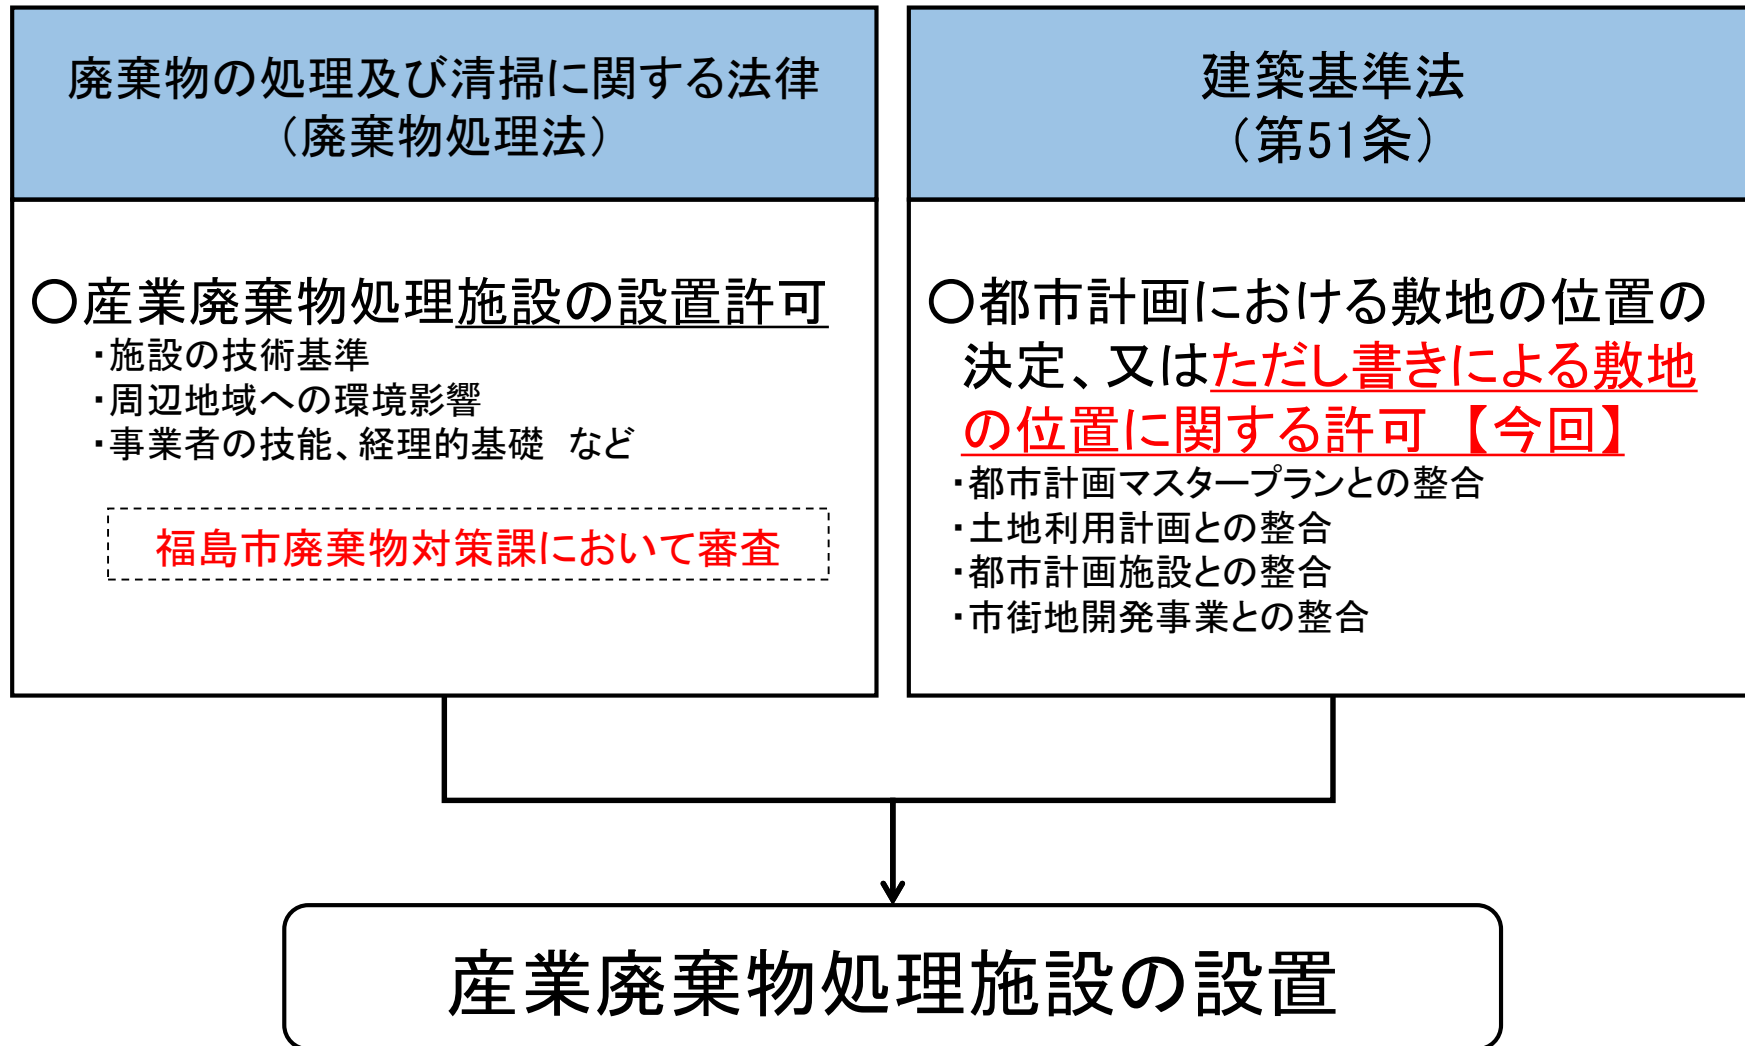 廃棄物の処理及び清掃に関する法律
（廃棄物処理法）
〇産業廃棄物処理施設の設置許可
・施設の技術基準
・周辺地域への環境影響
・事業者の技能、経理的基礎　など
福島市廃棄物対策課において審査
建築基準法
（第51条）
〇都市計画における敷地の位置の
決定、又はただし書きによる敷地
の位置に関する許可　【今回】
・都市計画マスタープランとの整合
・土地利用計画との整合
・都市計画施設との整合
・市街地開発事業との整合
産業廃棄物処理施設の設置